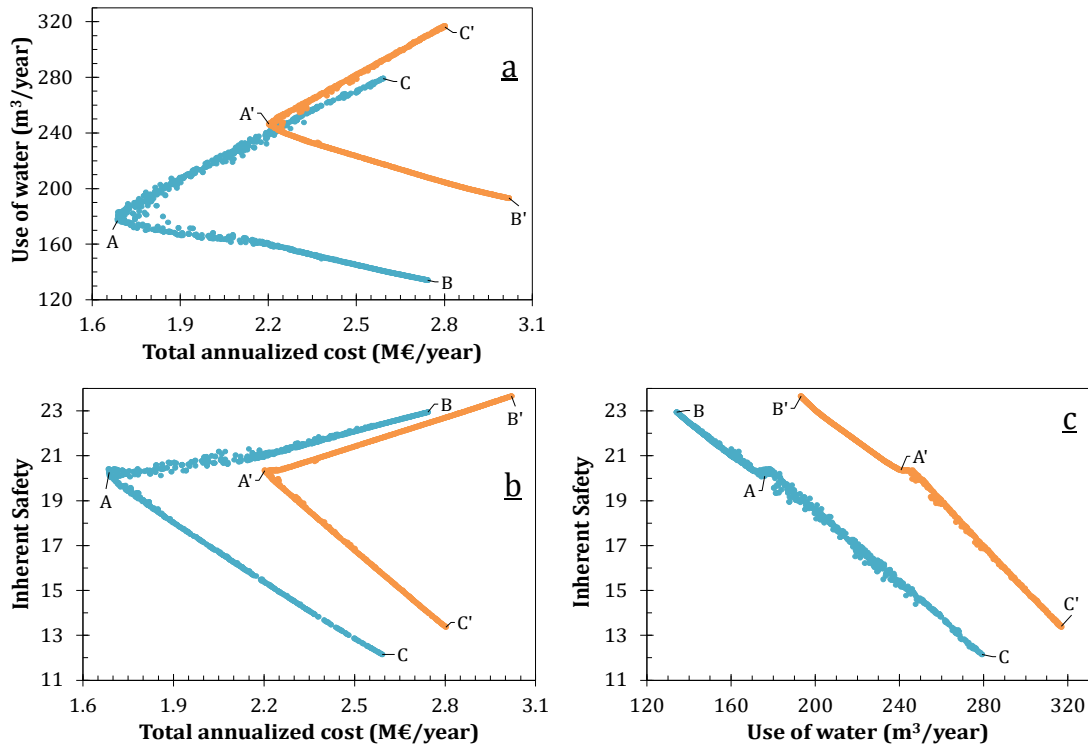 320
280
240
200
160
120
Use of water (m³/year)
a
C'
C
A'
A
B'
B
1.6 1.9 2.2 2.5 2.8 3.1
Total annualized cost (M€/year)
23
21
19
17
15
13
11
Inherent Safety
b
B
B'
A
A'
C'
C
1.6 1.9 2.2 2.5 2.8 3.1
Total annualized cost (M€/year)
23
21
19
17
15
13
11
Inherent Safety
c
B
B'
A'
A
C'
C
120 160 200 240 280 320
Use of water (m³/year)